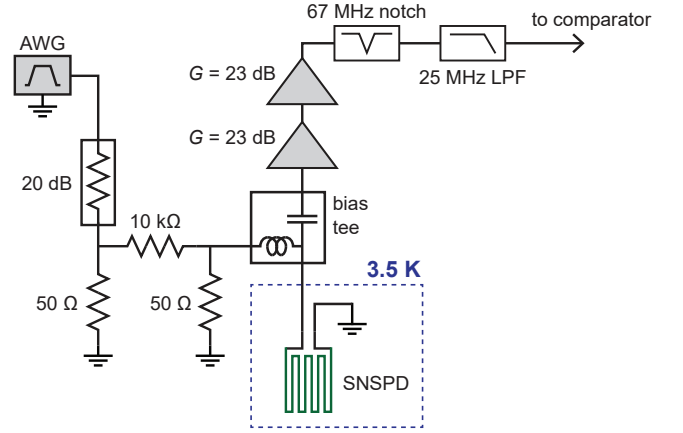 67 MHz notch
to comparator
AWG
G = 23 dB
25 MHz LPF
G = 23 dB
20 dB
bias
tee
10 kΩ
3.5 K
50 Ω
50 Ω
SNSPD